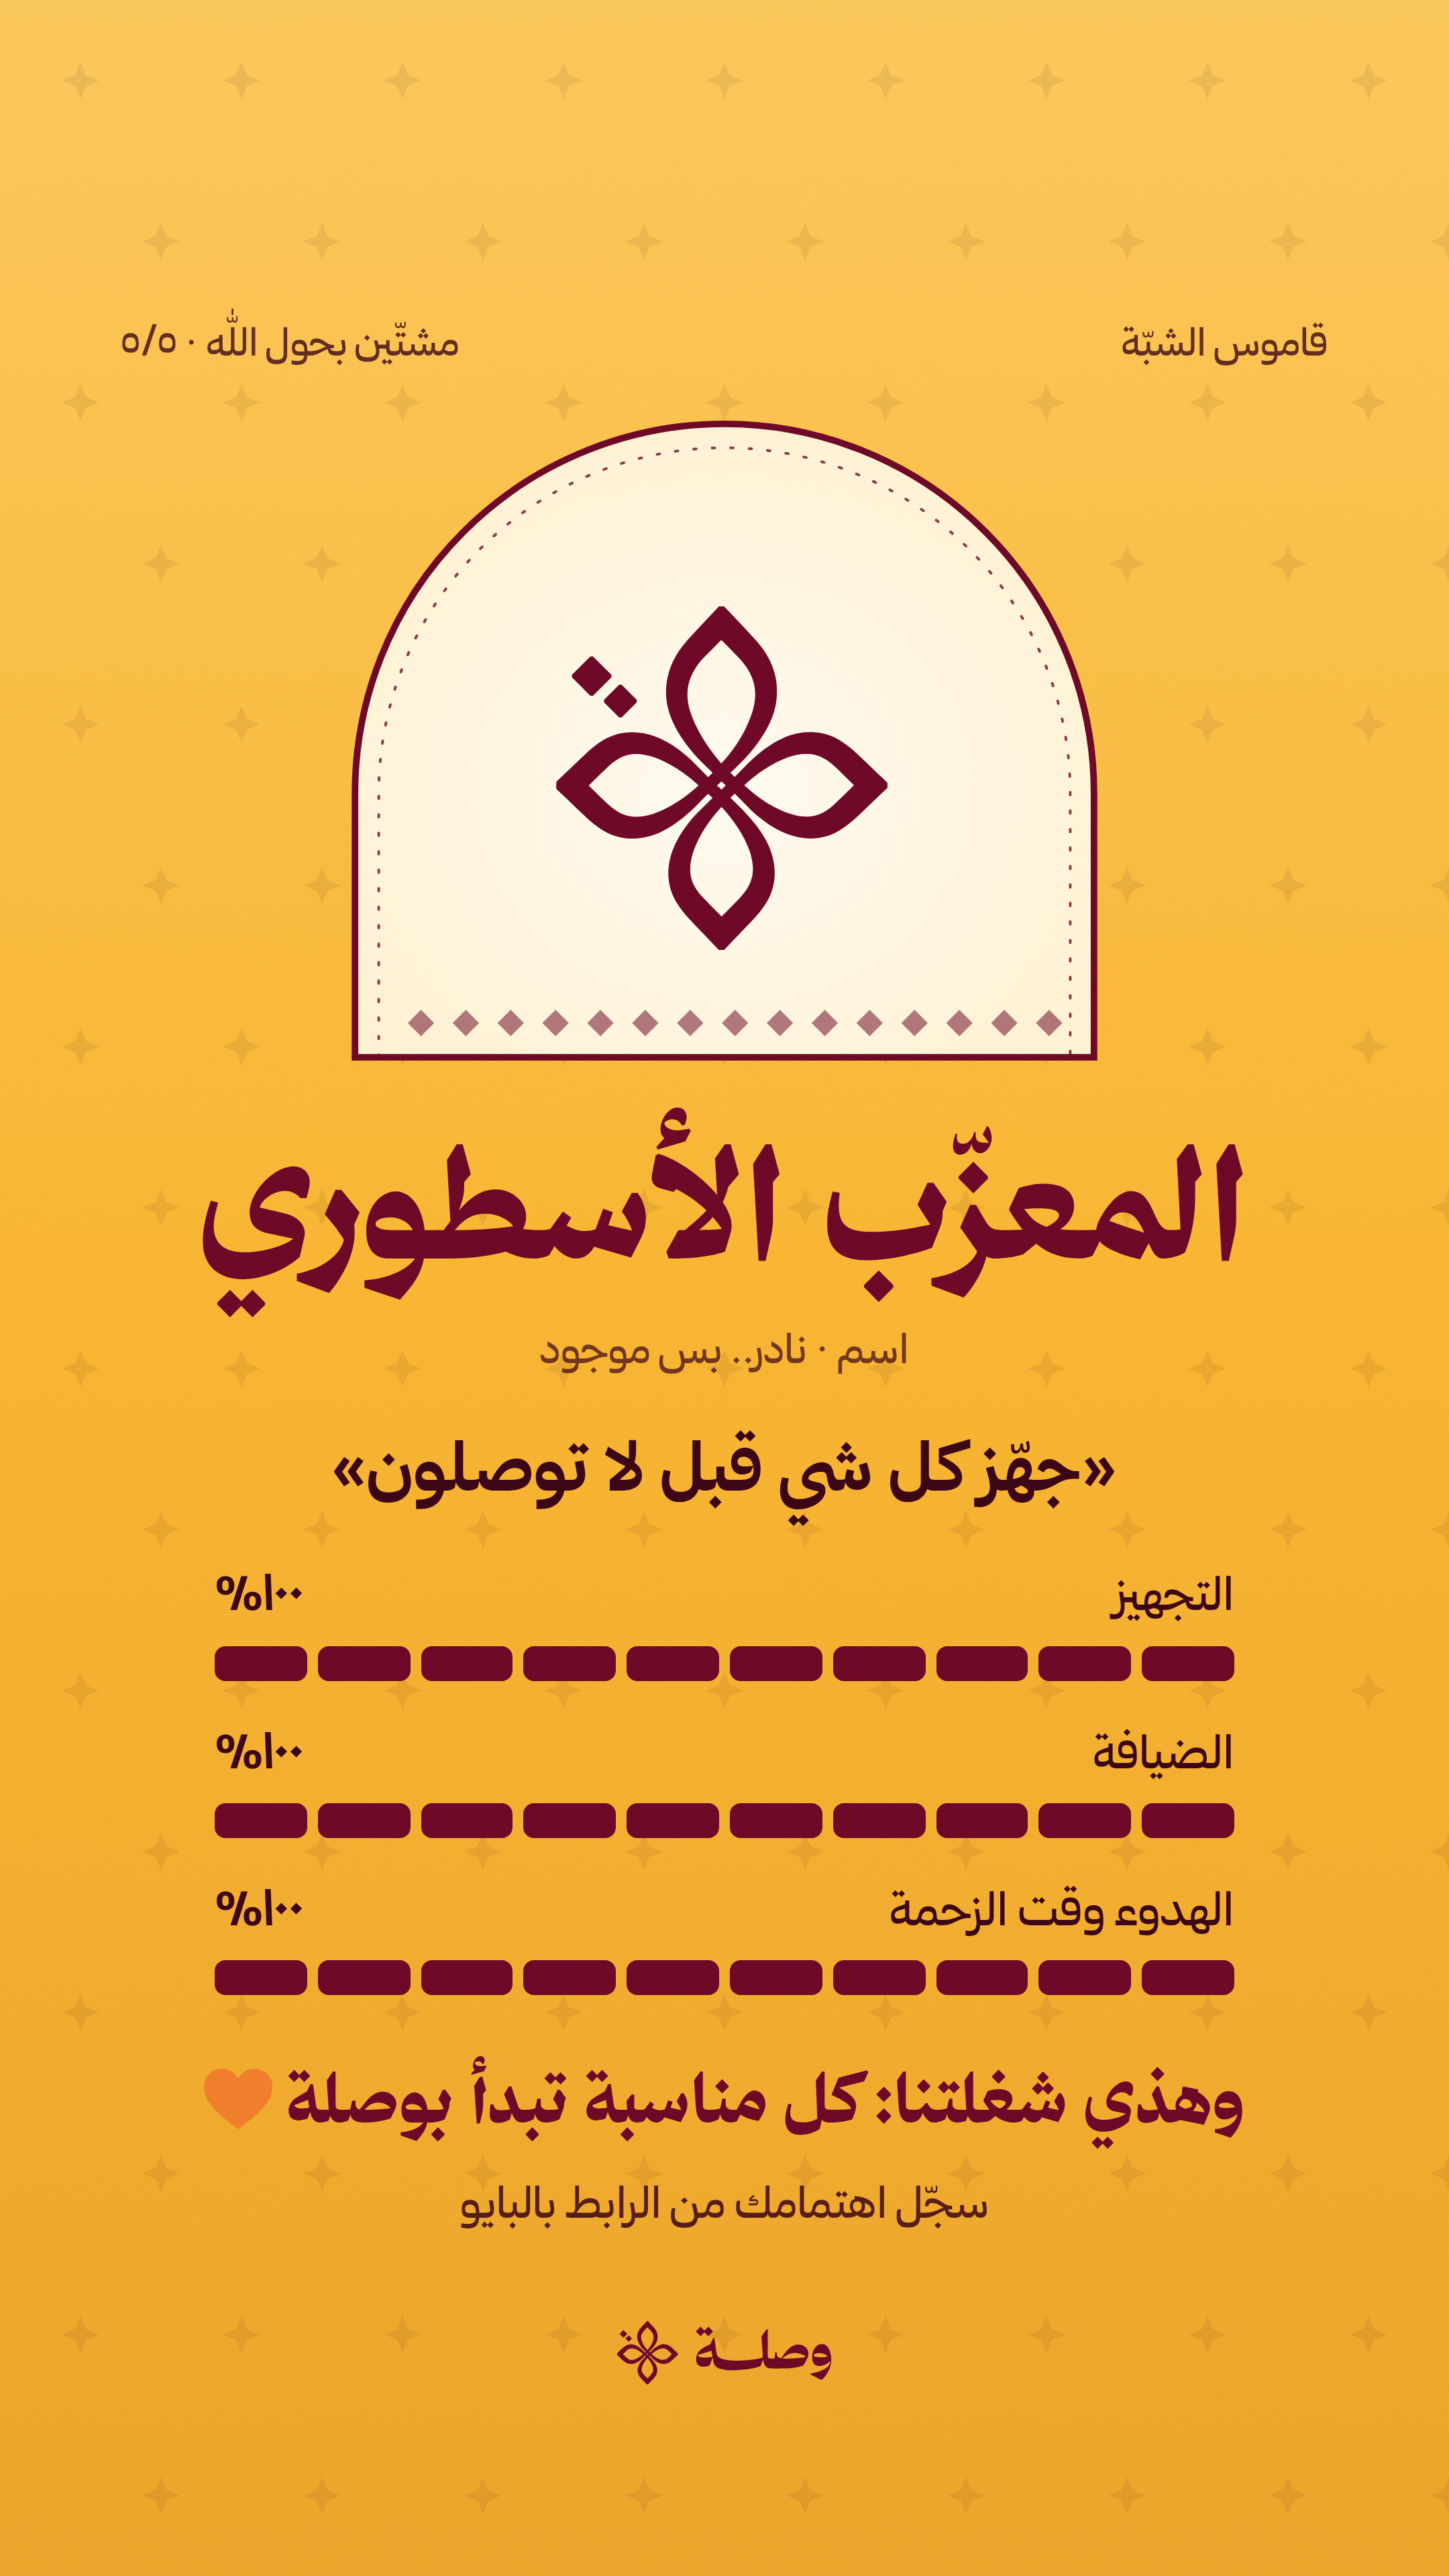 قاموس الشبّة
مشتّين بحول الله · ٥/٥
المعزّب الأسطوري
اسم · نادر.. بس موجود
«جهّز كل شي قبل لا توصلون»
التجهيز ١٠٠%
الضيافة ١٠٠%
الهدوء وقت الزحمة ١٠٠%
وهذي شغلتنا: كل مناسبة تبدأ بوصلة 🧡
سجّل اهتمامك من الرابط بالبايو
وصلـة